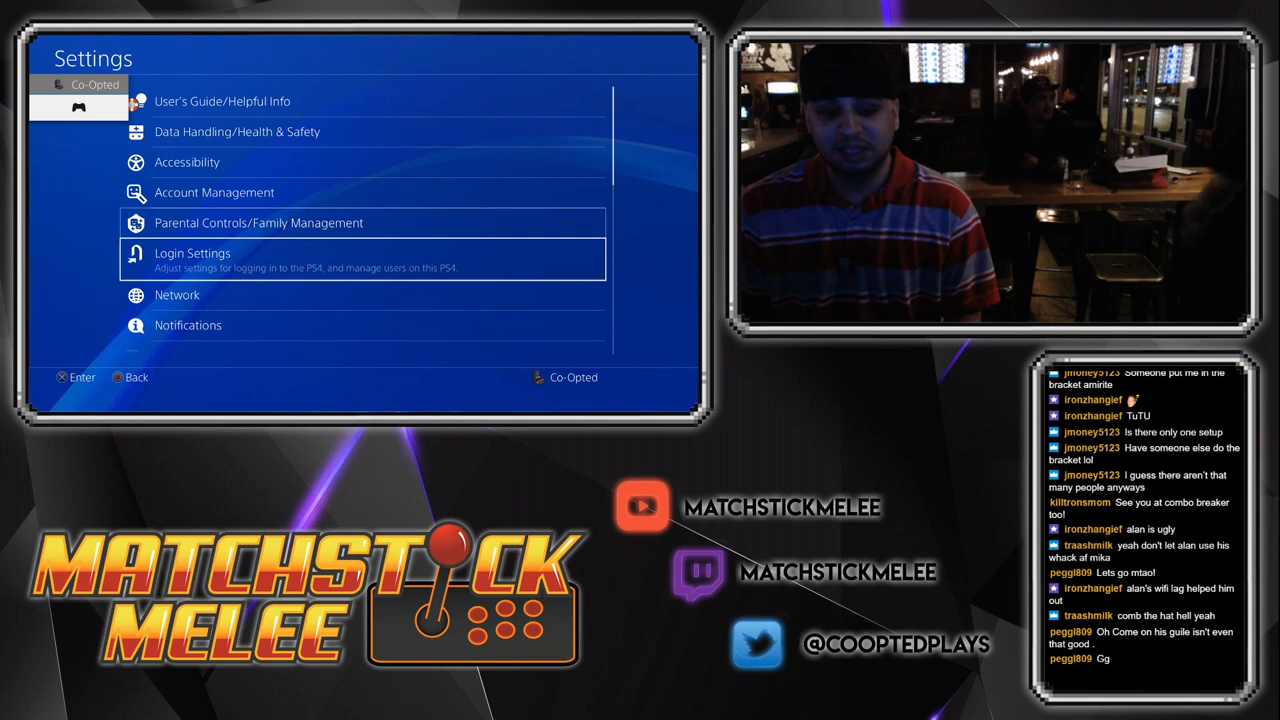 Settings
Co-Opted
User's Guide/Helpful Info
Data Handling/Health & Safety
Accessibility
Account Management
Parental Controls/Family Management
Login Settings
Adjust settings for logging in to the PS4, and manage users on this PS4.
Network
Notifications
Enter Back
Co-Opted
jmoney5123 Someone put me in the
bracket amirite
ironzhangief
ironzhangief TuTU
jmoney5123 Is there only one setup
jmoney5123 Have someone else do the
bracket lol
jmoney5123 I guess there aren't that
many people anyways
killtronsmom See you at combo breaker
too!
ironzhangief alan is ugly
traashmilk yeah don't let alan use his
whack af mika
peggl809 Lets go mtao!
ironzhangief alan's wifi lag helped him
out
traashmilk comb the hat hell yeah
peggl809 Oh Come on his guile isn't even
that good .
peggl809 Gg
MATCHSTICK
MELEE
MATCHSTICKMELEE
MATCHSTICKMELEE
@COOPTEDPLAYS